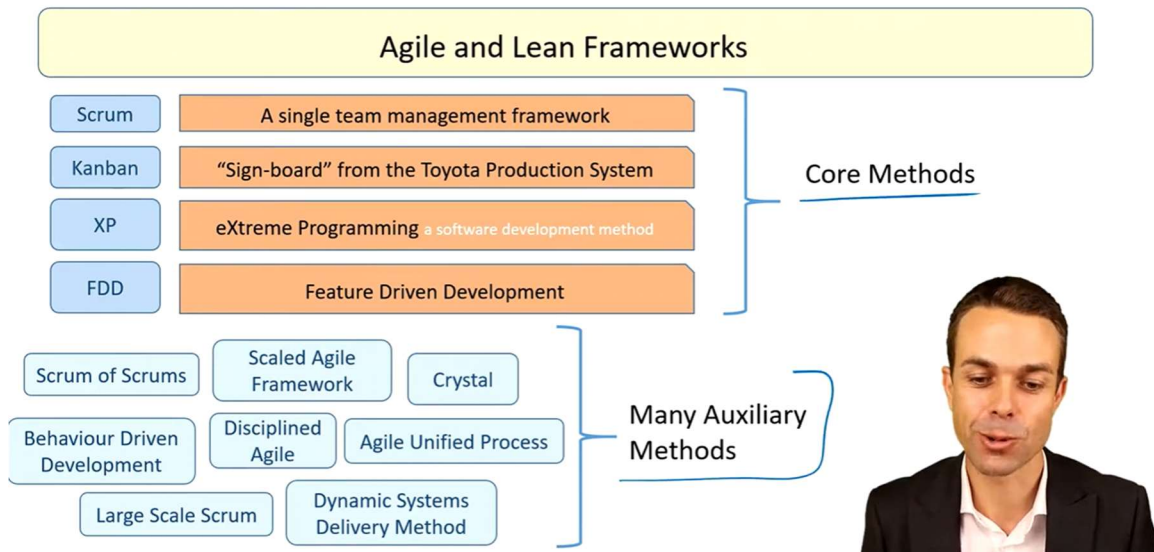 Agile and Lean Frameworks
Scrum
A single team management framework
Kanban
“Sign-board” from the Toyota Production System
XP
eXtreme Programming a software development method
FDD
Feature Driven Development
Core Methods
Scrum of Scrums
Scaled Agile
Framework
Crystal
Behaviour Driven
Development
Disciplined
Agile
Agile Unified Process
Large Scale Scrum
Dynamic Systems
Delivery Method
Many Auxiliary
Methods